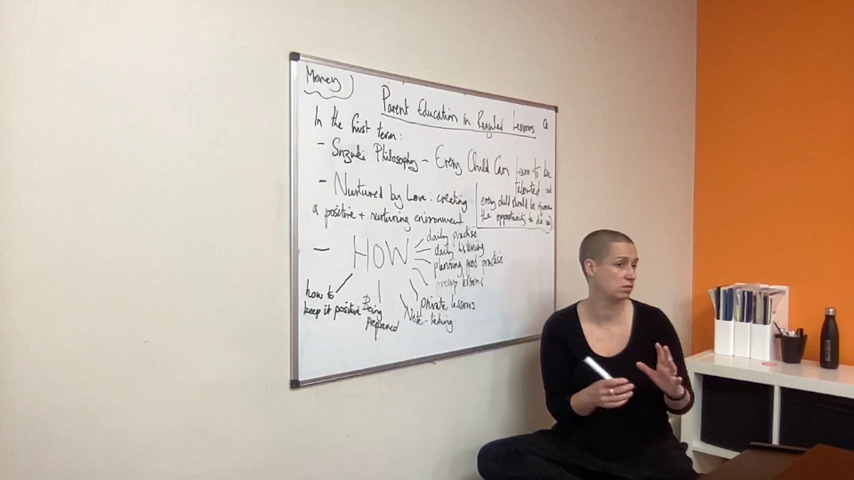 Money
Parent Education in Regular Lessons
In the first term:
- Suzuki Philosophy - Every Child Can
learn to be
talented and
every child should be given
the opportunity to do so
- Nurtured by Love: creating
a positive + nurturing environment
- HOW
daily practise
daily listening
planning good practise
group lessons
private lessons
Note-taking
Being
prepared
how to
keep it positive